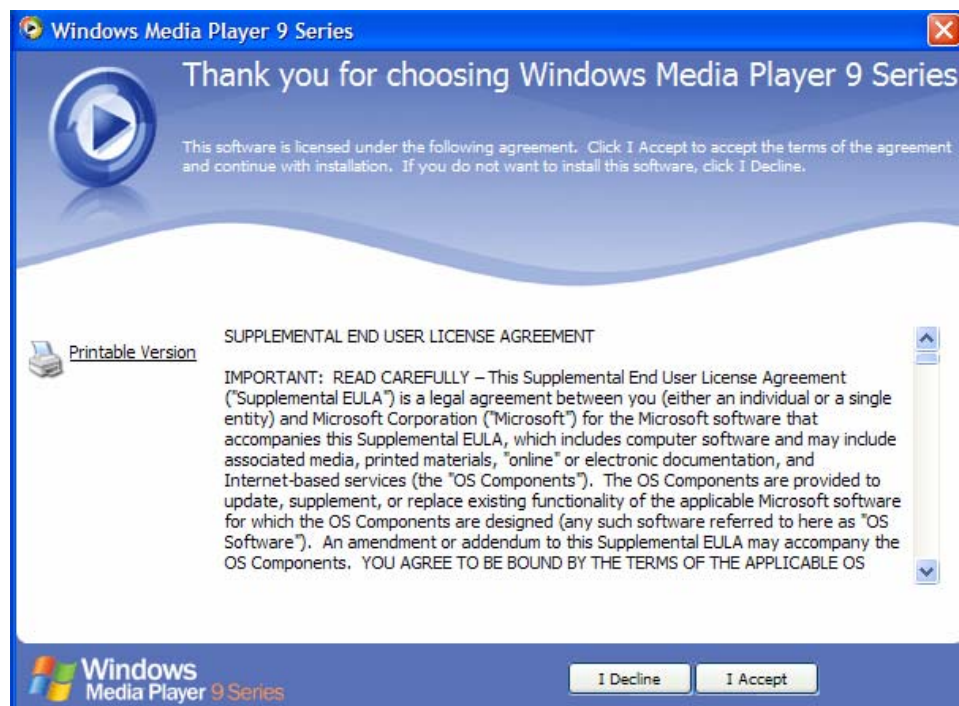 Windows Media Player 9 Series
Thank you for choosing Windows Media Player 9 Series
This software is licensed under the following agreement. Click I Accept to accept the terms of the agreement
and continue with installation. If you do not want to install this software, click I Decline.
Printable Version
SUPPLEMENTAL END USER LICENSE AGREEMENT
IMPORTANT: READ CAREFULLY – This Supplemental End User License Agreement
("Supplemental EULA") is a legal agreement between you (either an individual or a single
entity) and Microsoft Corporation ("Microsoft") for the Microsoft software that
accompanies this Supplemental EULA, which includes computer software and may include
associated media, printed materials, "online" or electronic documentation, and
Internet-based services (the "OS Components"). The OS Components are provided to
update, supplement, or replace existing functionality of the applicable Microsoft software
for which the OS Components are designed (any such software referred to here as "OS
Software"). An amendment or addendum to this Supplemental EULA may accompany the
OS Components. YOU AGREE TO BE BOUND BY THE TERMS OF THE APPLICABLE OS
Windows
Media Player 9 Series
I Decline
I Accept